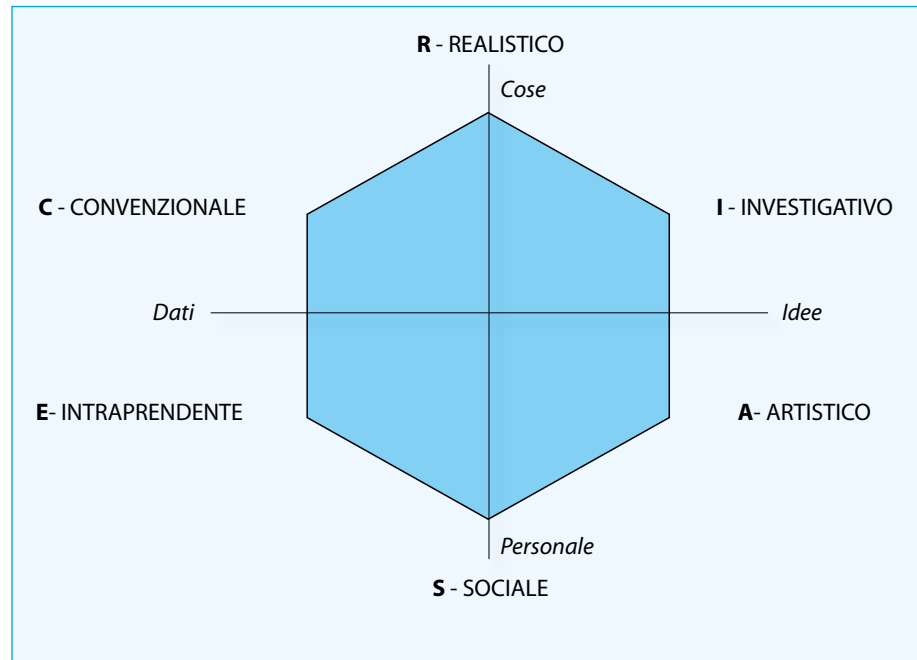 R - REALISTICO
Cose
C - CONVENZIONALE
I - INVESTIGATIVO
Dati
Idee
E- INTRAPRENDENTE
A- ARTISTICO
Personale
S - SOCIALE